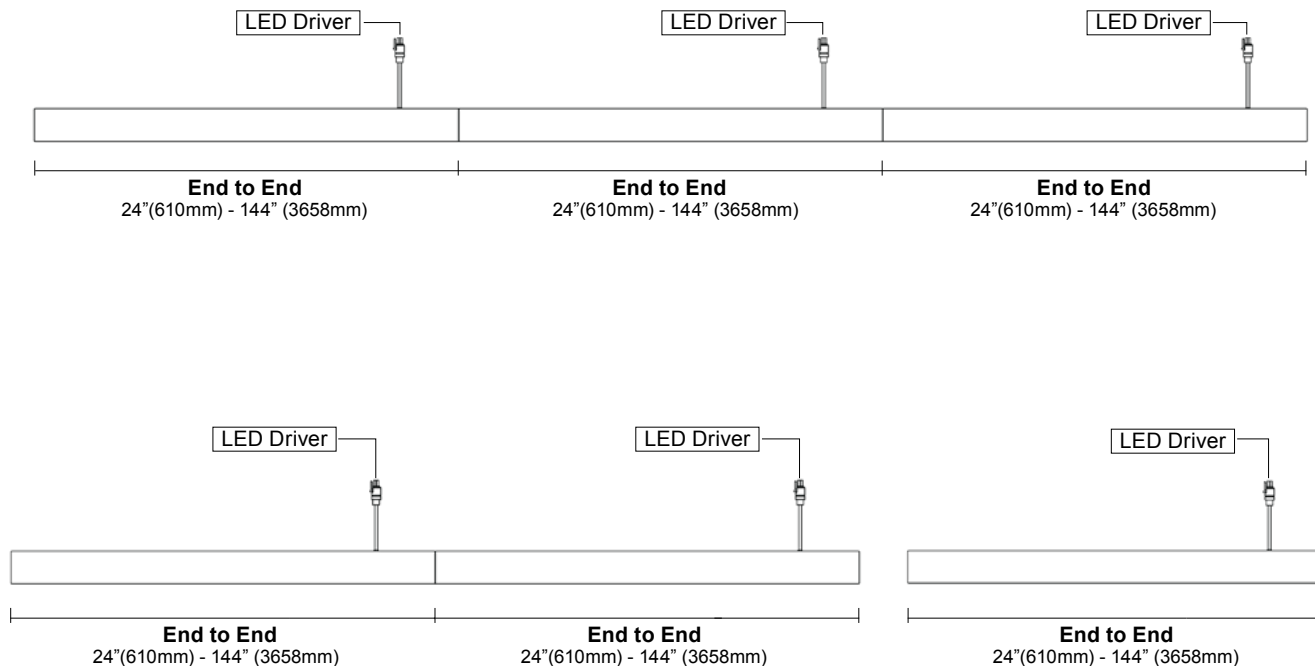 LED Driver
LED Driver
LED Driver
End to End
24”(610mm) - 144” (3658mm)
End to End
24”(610mm) - 144” (3658mm)
End to End
24”(610mm) - 144” (3658mm)
LED Driver
LED Driver
LED Driver
End to End
24”(610mm) - 144” (3658mm)
End to End
24”(610mm) - 144” (3658mm)
End to End
24”(610mm) - 144” (3658mm)